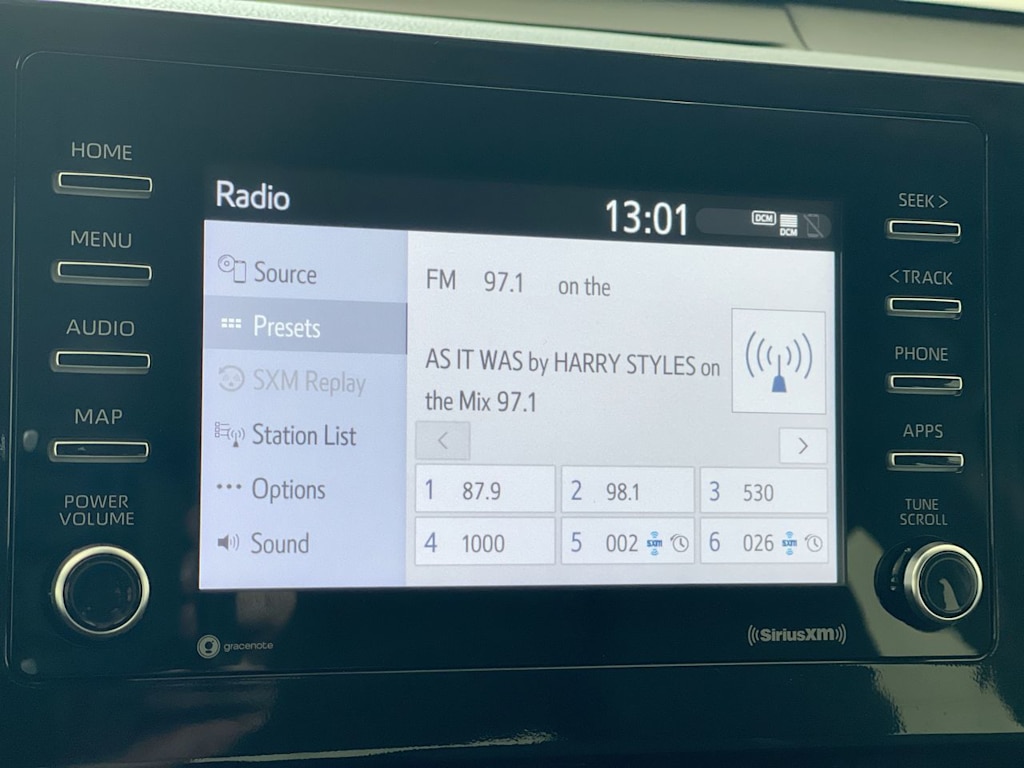 HOME
MENU
AUDIO
MAP
POWER
VOLUME
Radio
13:01
DCM
DCM
Source
Presets
SXM Replay
Station List
Options
Sound
FM 97.1 on the
AS IT WAS by HARRY STYLES on
the Mix 97.1
< >
1 87.9
2 98.1
3 530
4 1000
5 002 SXM
6 026 SXM
SEEK >
< TRACK
PHONE
APPS
TUNE
SCROLL
gracenote
((SiriusXM))